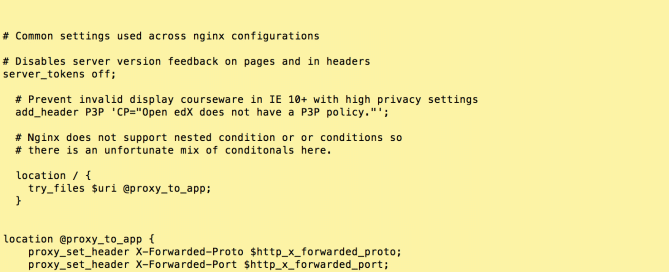 # Common settings used across nginx configurations
# Disables server version feedback on pages and in headers
server_tokens off;
# Prevent invalid display courseware in IE 10+ with high privacy settings
add_header P3P 'CP="Open edX does not have a P3P policy."';
# Nginx does not support nested condition or or conditions so
# there is an unfortunate mix of conditonals here.
location / {
try_files $uri @proxy_to_app;
}
location @proxy_to_app {
proxy_set_header X-Forwarded-Proto $http_x_forwarded_proto;
proxy_set_header X-Forwarded-Port $http_x_forwarded_port;